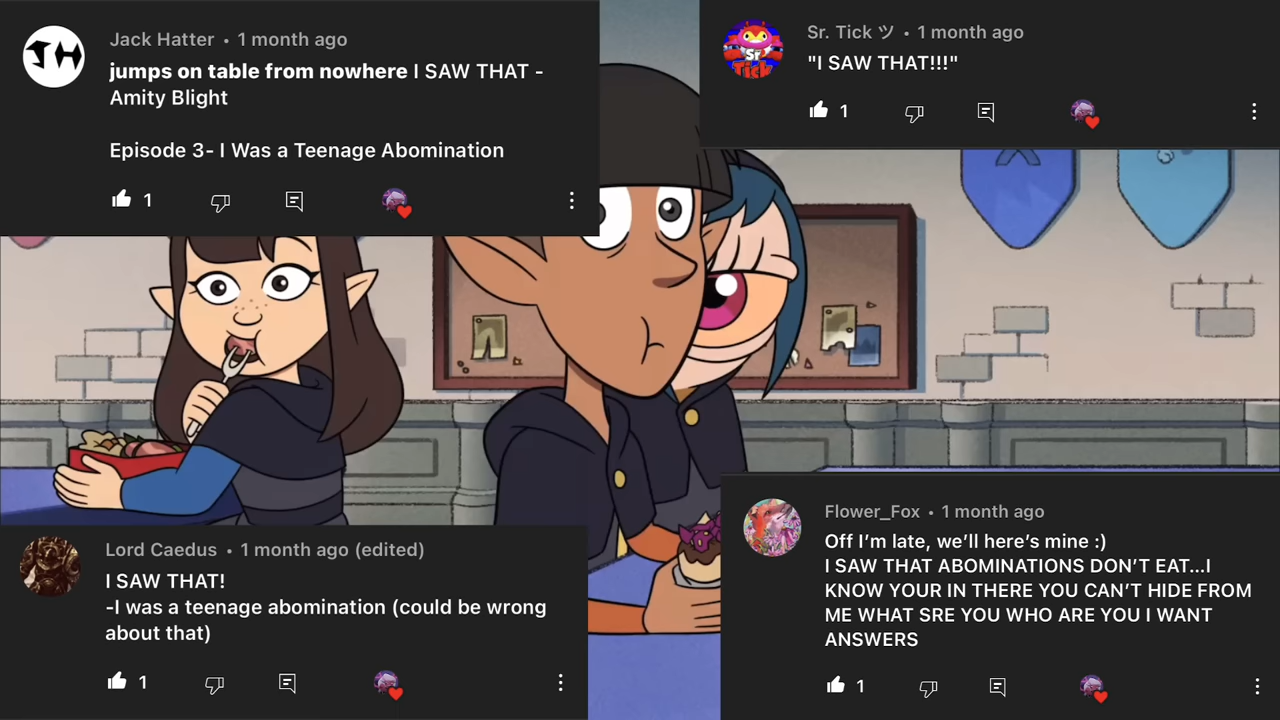 JH
Jack Hatter • 1 month ago
jumps on table from nowhere I SAW THAT -
Amity Blight
Episode 3- I Was a Teenage Abomination
1
Sr. Tick ツ • 1 month ago
"I SAW THAT!!!"
1
Sr.
Tick
Lord Caedus • 1 month ago (edited)
I SAW THAT!
-I was a teenage abomination (could be wrong
about that)
1
Flower_Fox • 1 month ago
Off I’m late, we’ll here’s mine :)
I SAW THAT ABOMINATIONS DON’T EAT...I
KNOW YOUR IN THERE YOU CAN’T HIDE FROM
ME WHAT SRE YOU WHO ARE YOU I WANT
ANSWERS
1